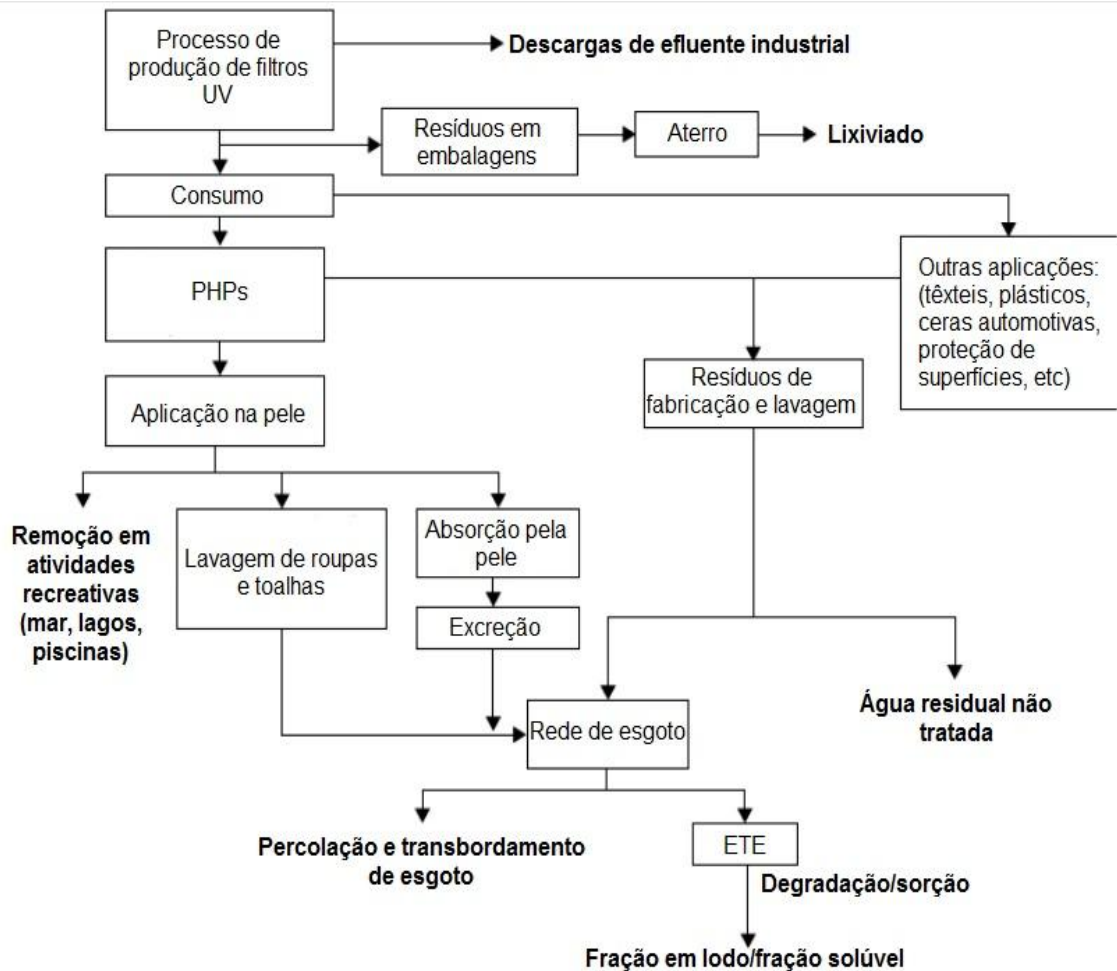 Processo de
produção de filtros
UV
Descargas de efluente industrial
Resíduos em
embalagens
Aterro
Lixiviado
Consumo
PHPs
Outras aplicações:
(têxteis, plásticos,
ceras automotivas,
proteção de
superfícies, etc)
Resíduos de
fabricação e lavagem
Aplicação na pele
Remoção em
atividades
recreativas
(mar, lagos,
piscinas)
Lavagem de roupas
e toalhas
Absorção pela
pele
Excreção
Rede de esgoto
Água residual não
tratada
Percolação e transbordamento
de esgoto
ETE
Degradação/sorção
Fração em lodo/fração solúvel